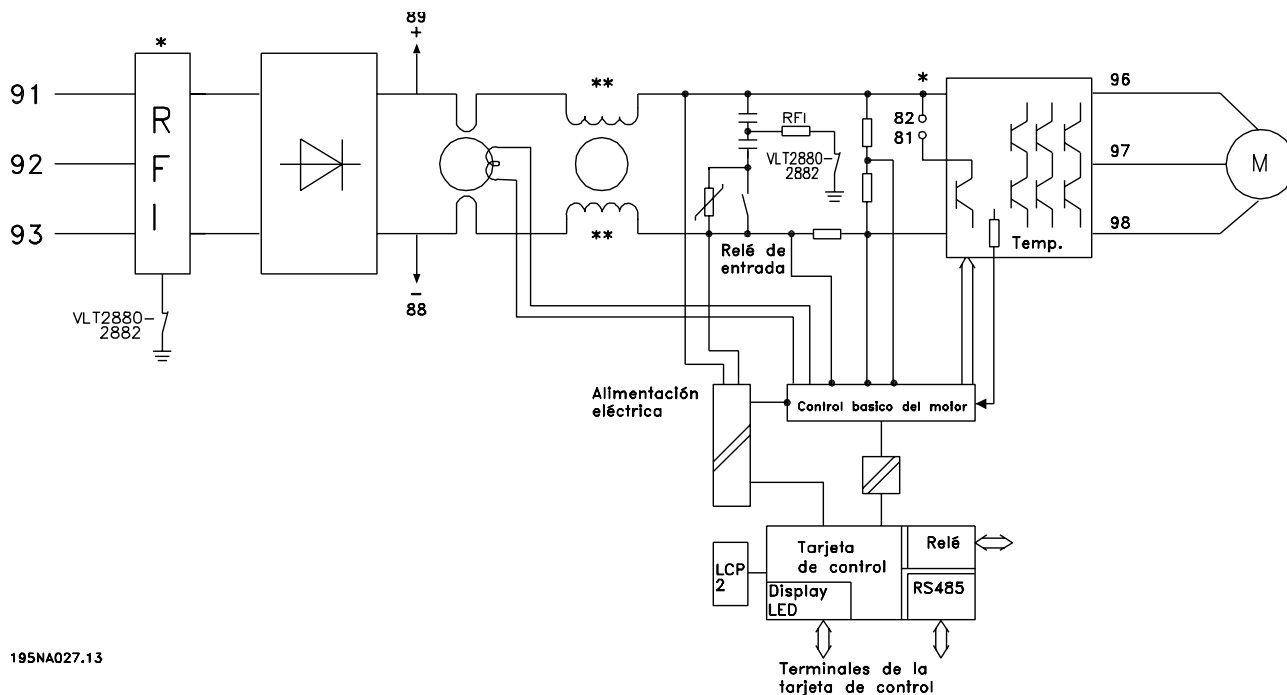 89
+
*
**
*
96
91
R
F
I
RFI
82
81
92
VLT2880-
2882
97
M
93
**
98
Temp.
Relé de
entrada
−
88
VLT2880-
2882
Alimentación
eléctrica
Control basico del motor
Tarjeta
de control
Relé
LCP
2
Display
LED
RS485
195NA027.13
Terminales de la
tarjeta de control